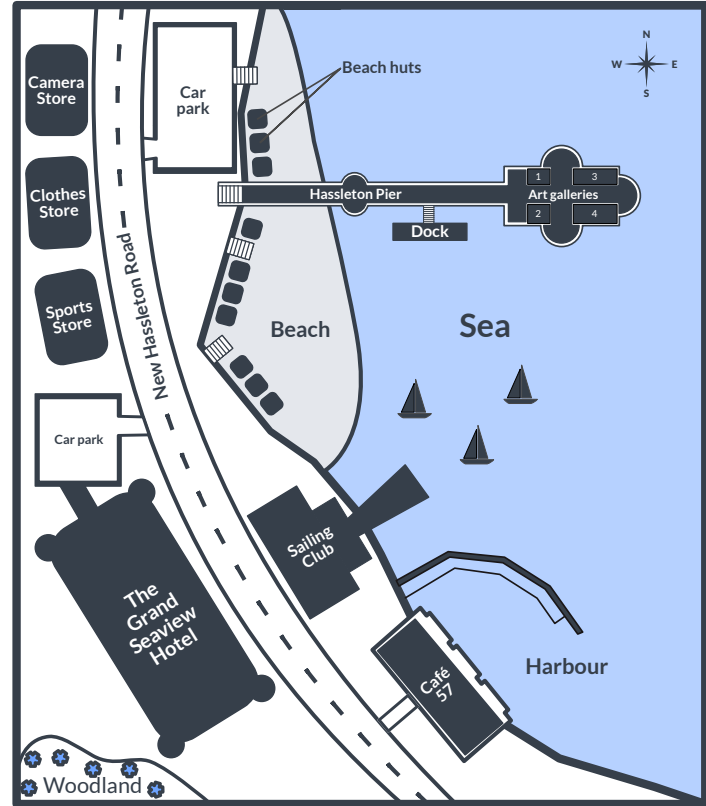 N
W
E
S
Beach huts
Camera
Store
Car
park
1
3
Clothes
Store
Hassleton Pier
Art galleries
2
4
Dock
New Hassleton Road
Sports
Store
Beach
Sea
Car park
Sailing
Club
The
Grand
Seaview
Hotel
Harbour
Café
57
Woodland